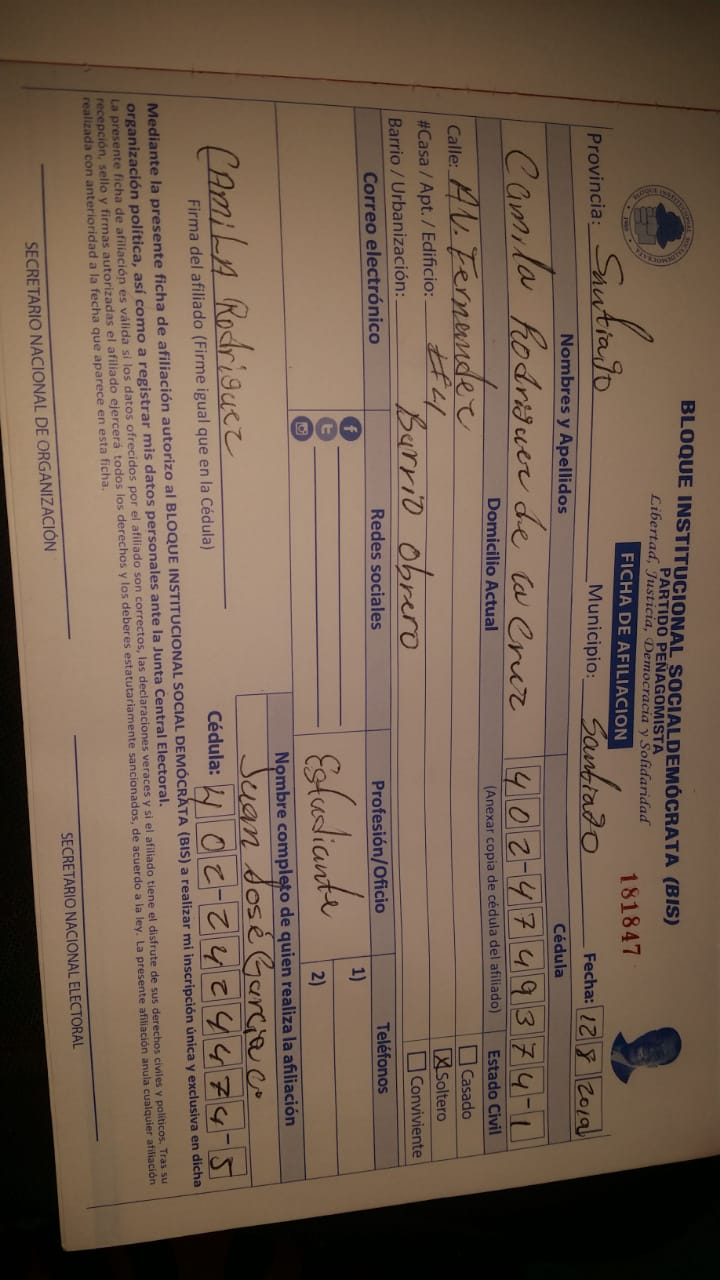 BLOQUE INSTITUCIONAL SOCIALDEMÓCRATA (BIS)
PARTIDO PEÑAGOMISTA
Libertad, Justicia, Democracia y Solidaridad
FICHA DE AFILIACION
181847
Provincia: Santiago Municipio: Santiago Fecha: 12 8 2019
Nombres y Apellidos Cédula
Camila Rodriguez de la Cruz 402-4749374-1
Domicilio Actual (Anexar copia de cédula del afiliado) Estado Civil
Calle: AV. Fernandez Casado
#Casa / Apt. / Edificio: #4 X Soltero
Barrio / Urbanización: Barrio Obrero Conviviente
Correo electrónico Redes sociales Profesión/Oficio Teléfonos
Estudiante 1)
2)
Nombre completo de quien realiza la afiliación
Juan José Garcia C.
CAMILA Rodriguez
Firma del afiliado (Firme igual que en la Cédula) Cédula: 402-2424474-5
Mediante la presente ficha de afiliación autorizo al BLOQUE INSTITUCIONAL SOCIAL DEMÓCRATA (BIS) a realizar mi inscripción única y exclusiva en dicha
organización política, así como a registrar mis datos personales ante la Junta Central Electoral.
La presente ficha de afiliación es válida si los datos ofrecidos por el afiliado son correctos, las declaraciones veraces y si el afiliado tiene el disfrute de sus derechos civiles y políticos. Tras su
recepción, sello y firmas autorizadas el afiliado ejercerá todos los derechos y los deberes estatutariamente sancionados, de acuerdo a la ley. La presente afiliación anula cualquier afiliación
realizada con anterioridad a la fecha que aparece en esta ficha.
SECRETARIO NACIONAL DE ORGANIZACIÓN SECRETARIO NACIONAL ELECTORAL